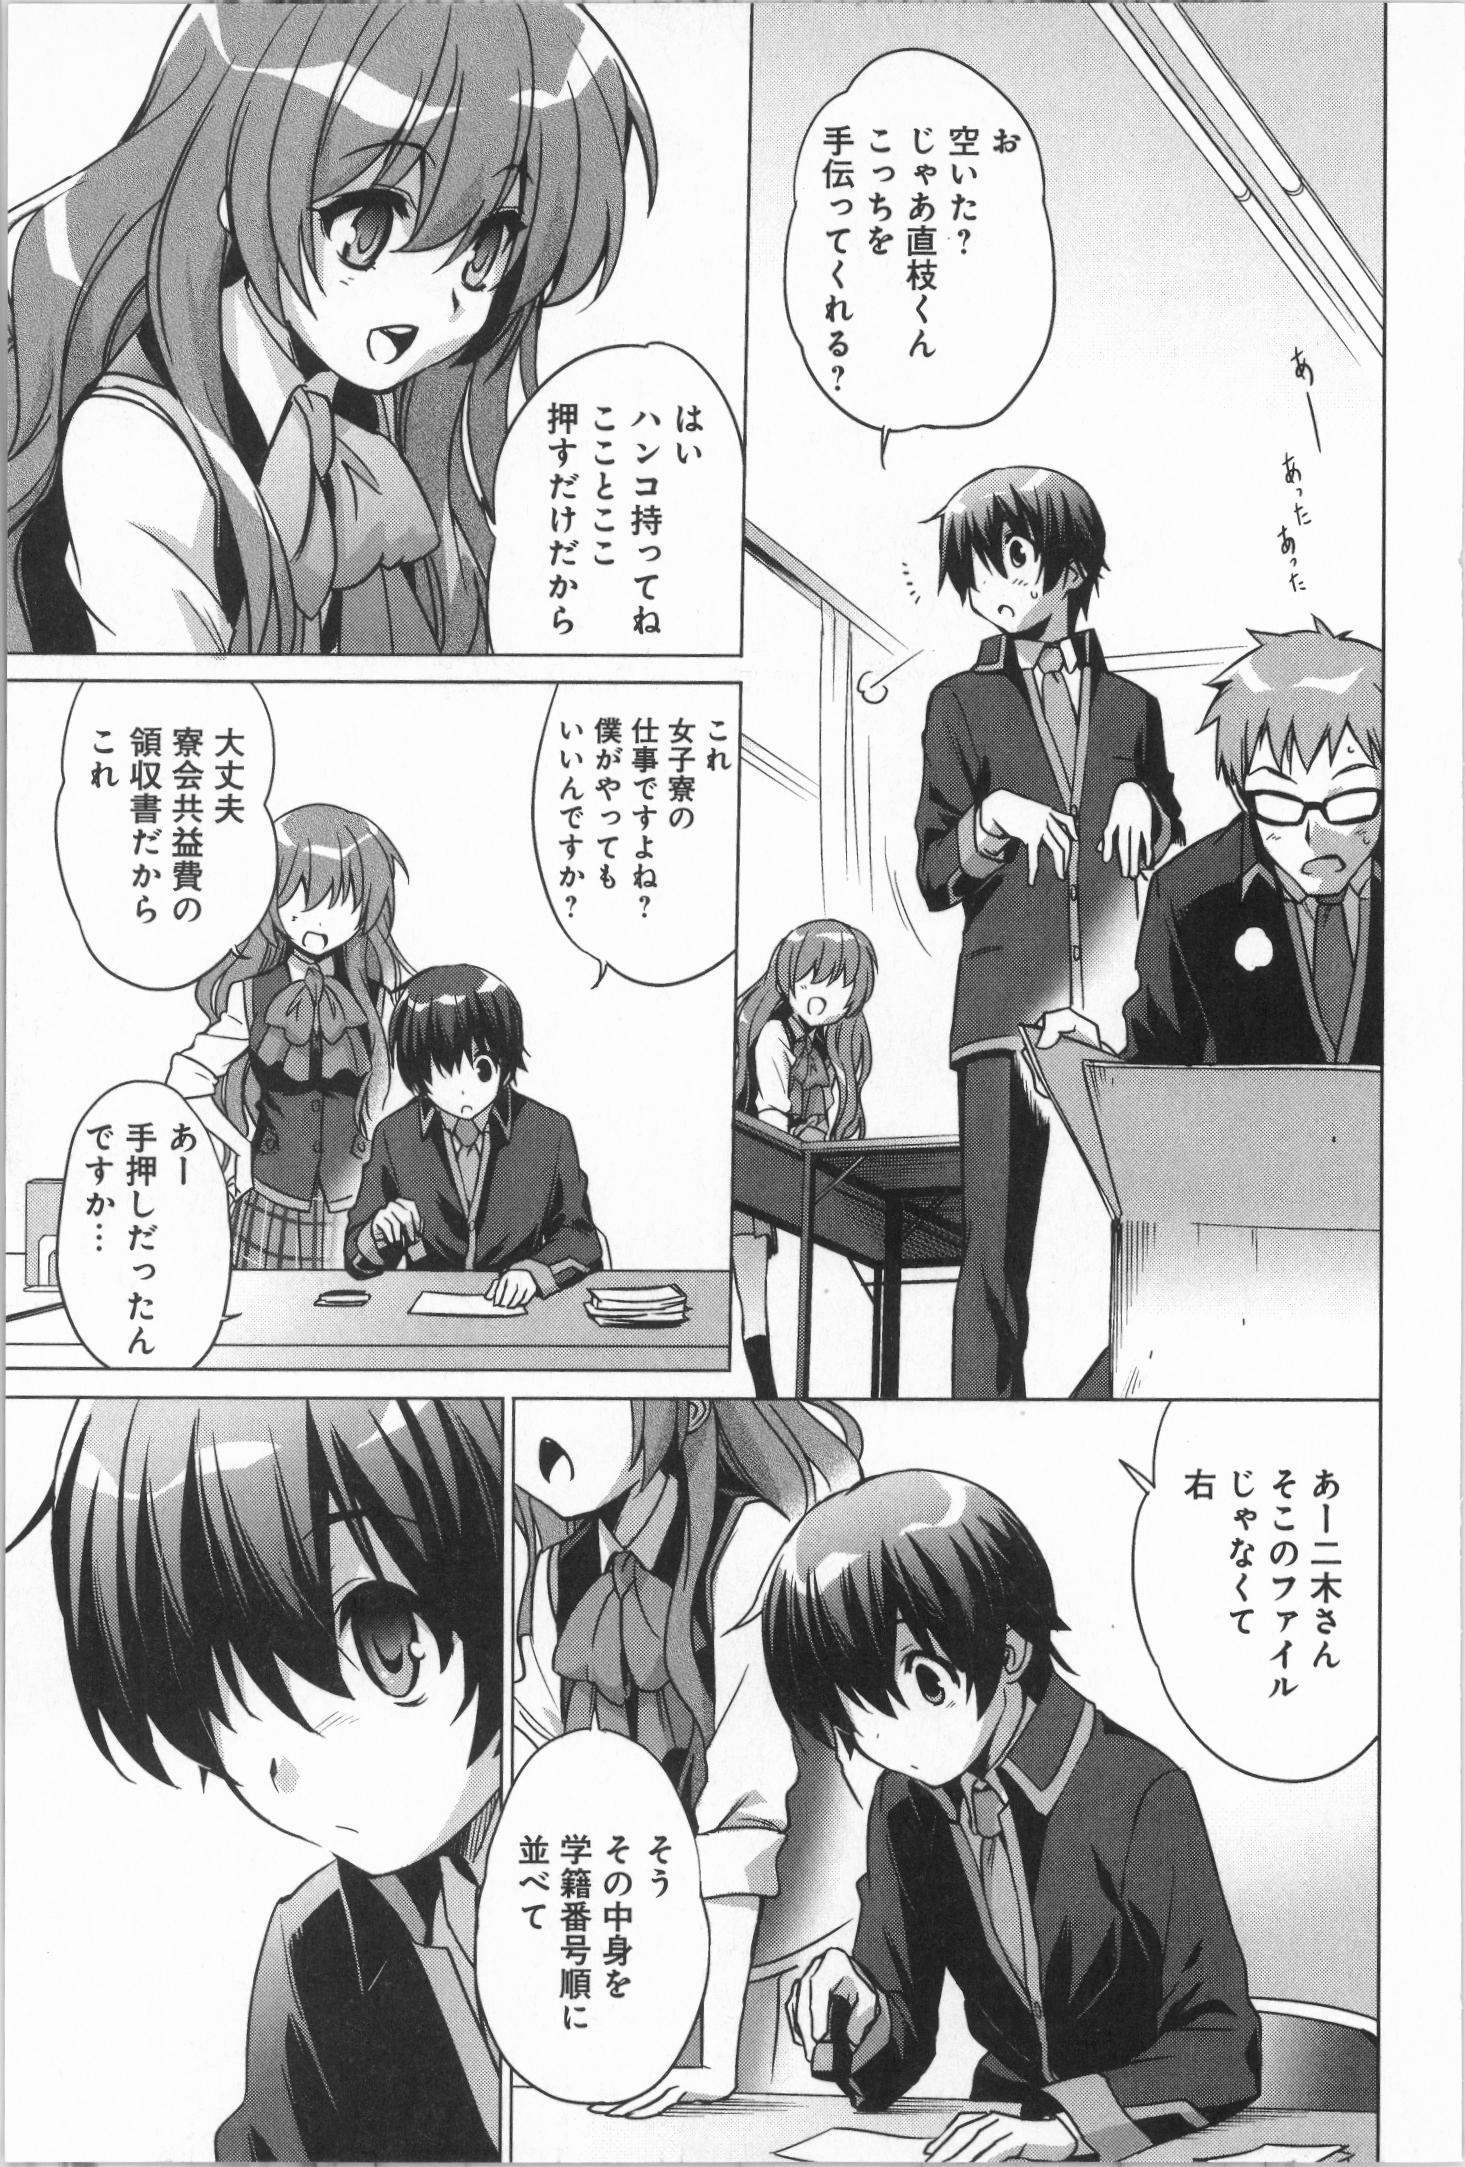 お
空いた?
じゃあ直枝くん
こっちを
手伝ってくれる?
あー
あった
あった
はい
ハンコ持ってね
こことここ
押すだけだから
これ
女子寮の
仕事ですよね?
僕がやっても
いいんですか?
大丈夫
寮会共益費の
領収書だから
これ
あー
手押しだったん
ですか…
あー二木さん
そこのファイル
じゃなくて
右
そう
その中身を
学籍番号順に
並べて